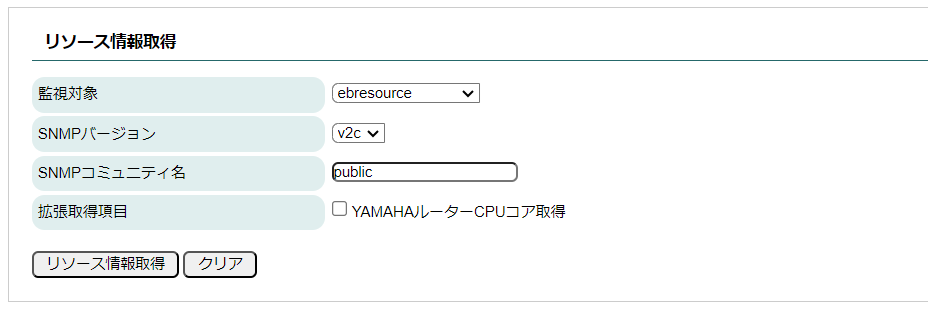 リソース情報取得
監視対象 ebresource
SNMPバージョン v2c
SNMPコミュニティ名 public
拡張取得項目 YAMAHAルーターCPUコア取得
リソース情報取得 クリア